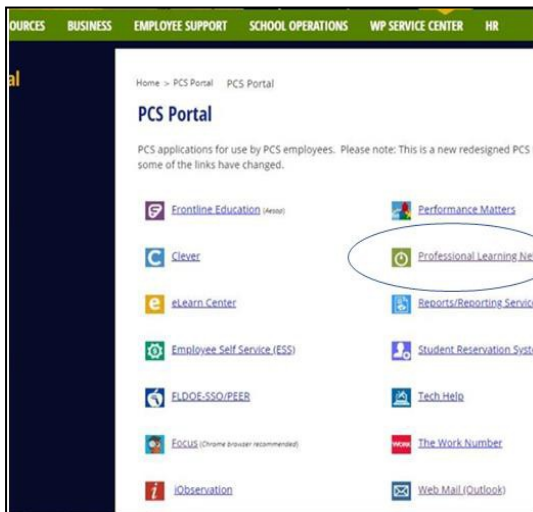 OURCES BUSINESS EMPLOYEE SUPPORT SCHOOL OPERATIONS WP SERVICE CENTER HR
al
Home > PCS Portal PCS Portal
PCS Portal
PCS applications for use by PCS employees. Please note: This is a new redesigned PCS
some of the links have changed.
Frontline Education (Aesop) Performance Matters
Clever Professional Learning Ne
eLearn Center Reports/Reporting Servic
Employee Self Service (ESS) Student Reservation Syst
FLDOE-SSO/PEER Tech Help
Focus (Chrome browser recommended) The Work Number
iObservation Web Mail (Outlook)